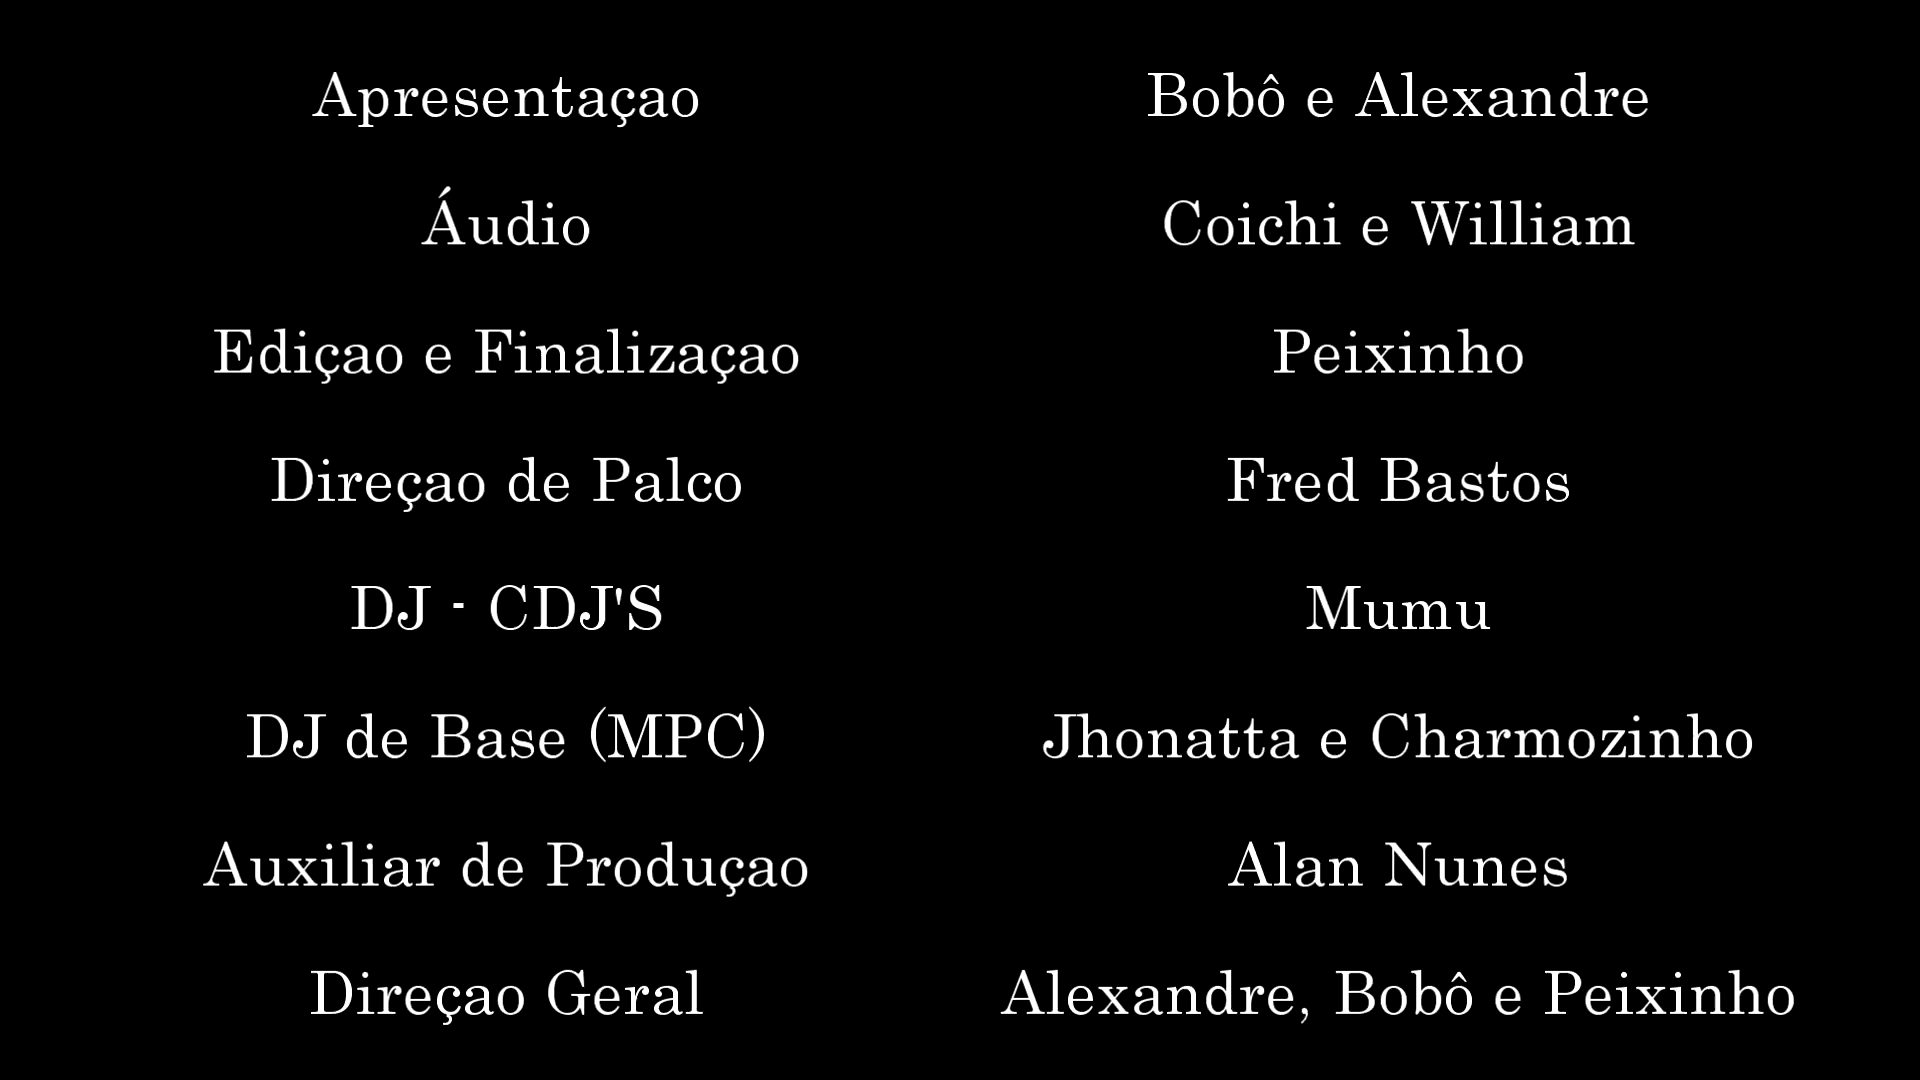 Apresentaçao Bobô e Alexandre
Áudio Coichi e William
Ediçao e Finalizaçao Peixinho
Direçao de Palco Fred Bastos
DJ - CDJ'S Mumu
DJ de Base (MPC) Jhonatta e Charmozinho
Auxiliar de Produçao Alan Nunes
Direçao Geral Alexandre, Bobô e Peixinho